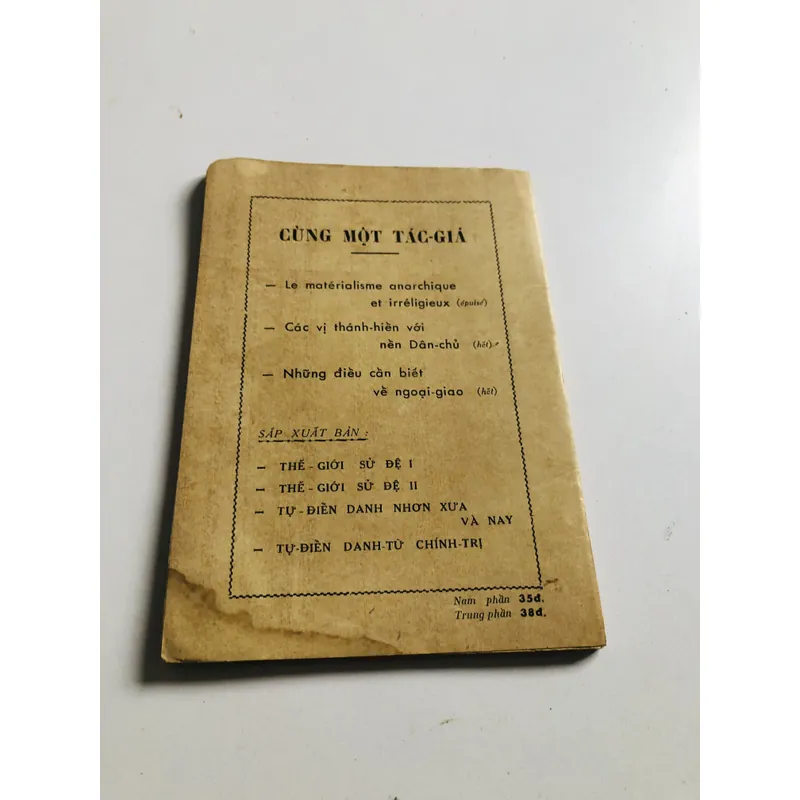 CÙNG MỘT TÁC-GIẢ
— Le matérialisme anarchique
et irréligieux (épuisé)
— Các vị thánh-hiền với
nền Dân-chủ (hết)
— Những điều cần biết
về ngoại-giao (hết)
SẮP XUẤT BẢN :
— THẾ-GIỚI SỬ ĐỆ I
— THẾ-GIỚI SỬ ĐỆ II
— TỰ-ĐIỂN DANH NHƠN XƯA
VÀ NAY
— TỰ-ĐIỂN DANH-TỪ CHÍNH-TRỊ
Nam phần 35đ.
Trung phần 38đ.